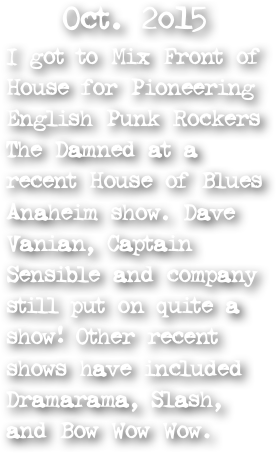 Oct. 2015
I got to Mix Front of
House for Pioneering
English Punk Rockers
The Damned at a
recent House of Blues
Anaheim show. Dave
Vanian, Captain
Sensible and company
still put on quite a
show! Other recent
shows have included
Dramarama, Slash,
and Bow Wow Wow.